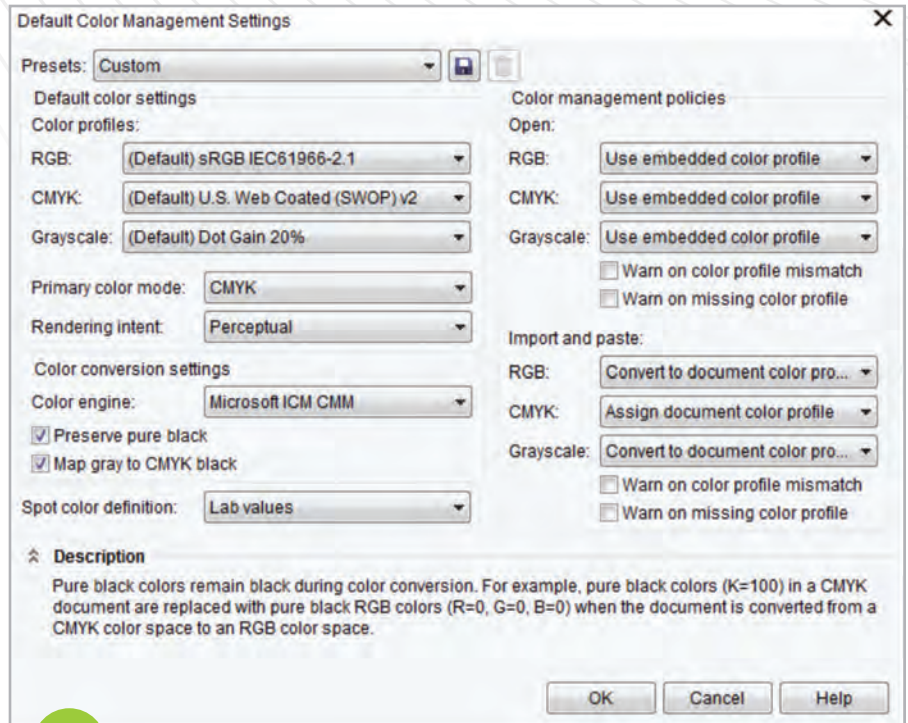 Default Color Management Settings
Presets: Custom
Default color settings
Color profiles:
RGB: (Default) sRGB IEC61966-2.1
CMYK: (Default) U.S. Web Coated (SWOP) v2
Grayscale: (Default) Dot Gain 20%
Primary color mode: CMYK
Rendering intent: Perceptual
Color conversion settings
Color engine: Microsoft ICM CMM
Preserve pure black
Map gray to CMYK black
Spot color definition: Lab values
Color management policies
Open:
RGB: Use embedded color profile
CMYK: Use embedded color profile
Grayscale: Use embedded color profile
Warn on color profile mismatch
Warn on missing color profile
Import and paste:
RGB: Convert to document color pro...
CMYK: Assign document color profile
Grayscale: Convert to document color pro...
Warn on color profile mismatch
Warn on missing color profile
Description
Pure black colors remain black during color conversion. For example, pure black colors (K=100) in a CMYK
document are replaced with pure black RGB colors (R=0, G=0, B=0) when the document is converted from a
CMYK color space to an RGB color space.
OK Cancel Help